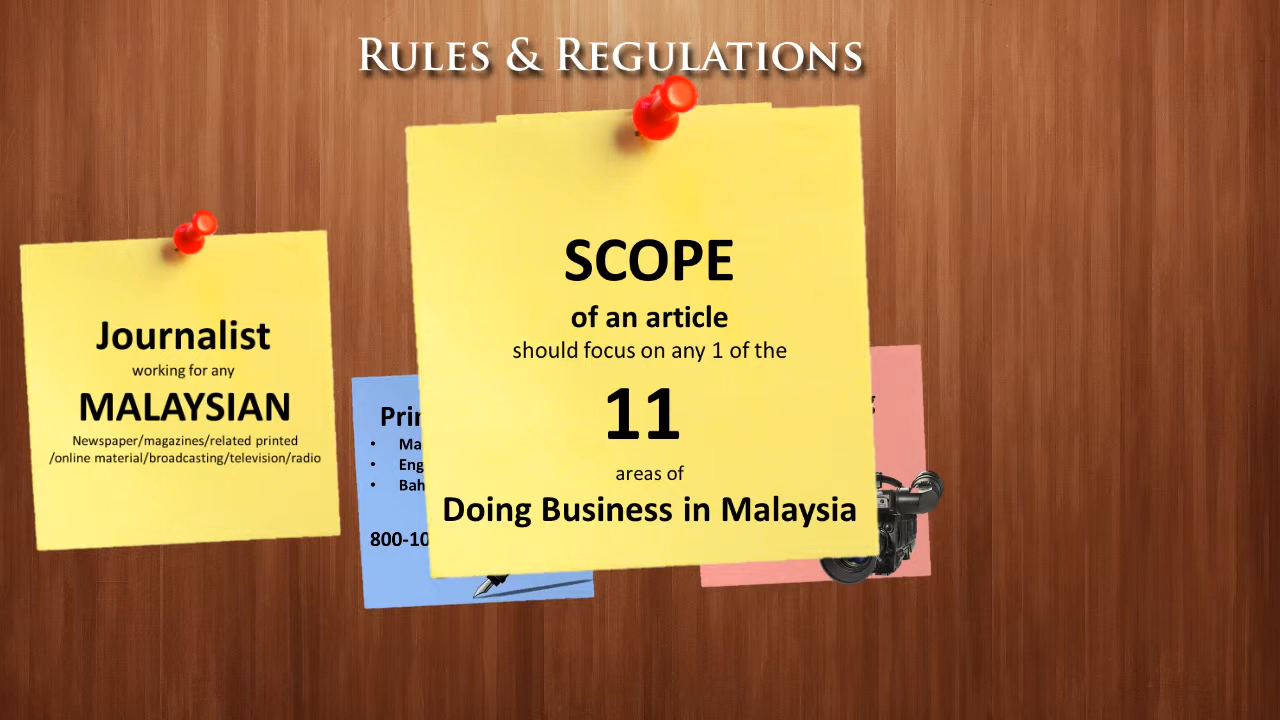 RULES & REGULATIONS
Journalist
working for any
MALAYSIAN
Newspaper/magazines/related printed
/online material/broadcasting/television/radio
SCOPE
of an article
should focus on any 1 of the
11
areas of
Doing Business in Malaysia